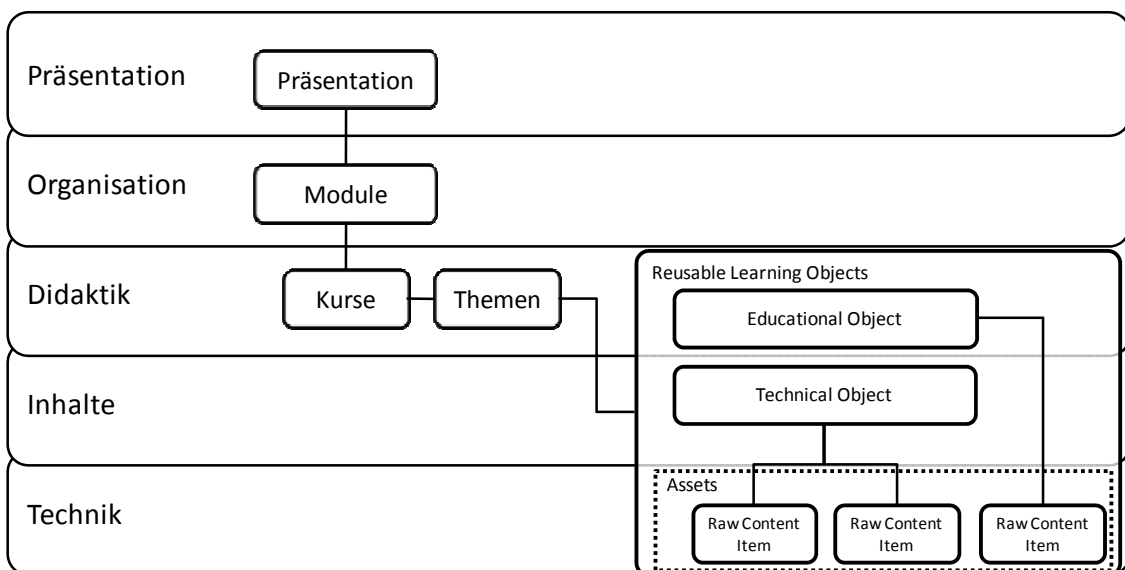 Präsentation
Präsentation
Organisation
Module
Didaktik
Kurse
Themen
Reusable Learning Objects
Educational Object
Inhalte
Technical Object
Technik
Assets
Raw Content
Item
Raw Content
Item
Raw Content
Item